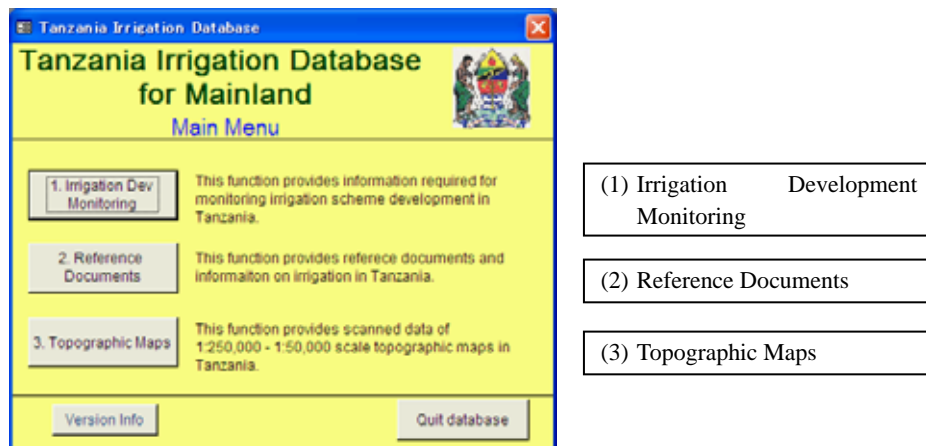 Tanzania Irrigation Database
Tanzania Irrigation Database
for Mainland
Main Menu
1. Irrigation Dev
Monitoring
This function provides information required for
monitoring irrigation scheme development in
Tanzania.
2. Reference
Documents
This function provides referece documents and
informaiton on irrigation in Tanzania.
3. Topographic Maps
This function provides scanned data of
1:250,000 - 1:50,000 scale topographic maps in
Tanzania.
Version Info
Quit database
(1) Irrigation Development
Monitoring
(2) Reference Documents
(3) Topographic Maps